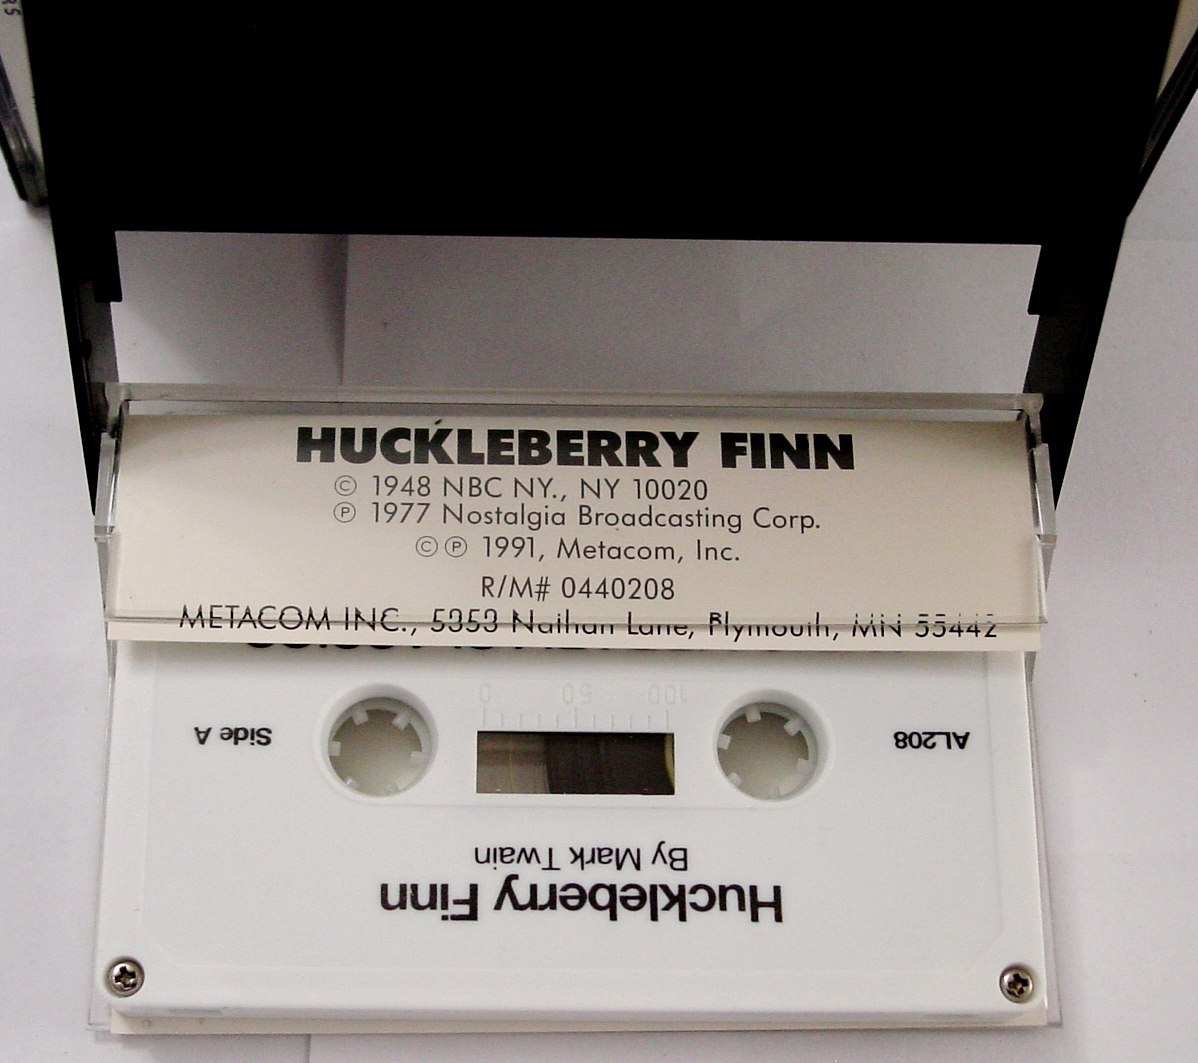 HUCKLEBERRY FINN
© 1948 NBC NY., NY 10020
℗ 1977 Nostalgia Broadcasting Corp.
©℗ 1991, Metacom, Inc.
R/M# 0440208
METACOM INC., 5353 Nathan Lane, Plymouth, MN 55442
Huckleberry Finn
By Mark Twain
AL208
Side A
100 50 0